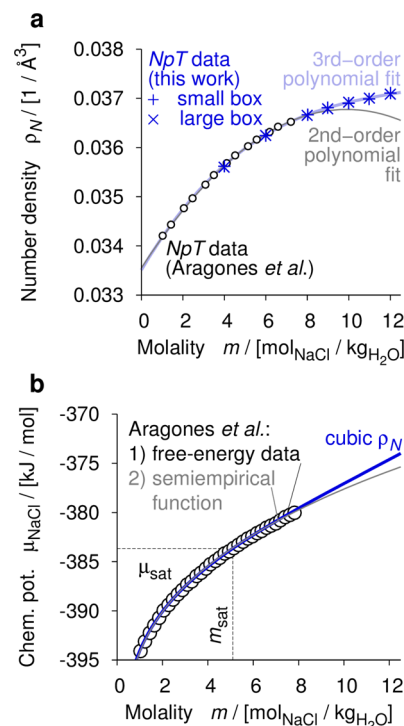 a
0.038
0.037
0.036
0.035
0.034
0.033
Number density ρN / [1 / Å3]
NpT data
(this work)
+ small box
× large box
3rd−order
polynomial fit
2nd−order
polynomial
fit
NpT data
(Aragones et al.)
0 2 4 6 8 10 12
Molality m / [molNaCl / kgH2O]
b
-370
-375
-380
-385
-390
-395
Chem. pot. μNaCl / [kJ / mol]
Aragones et al.:
1) free-energy data
2) semiempirical
function
cubic ρN
μsat
msat
0 2 4 6 8 10 12
Molality m / [molNaCl / kgH2O]